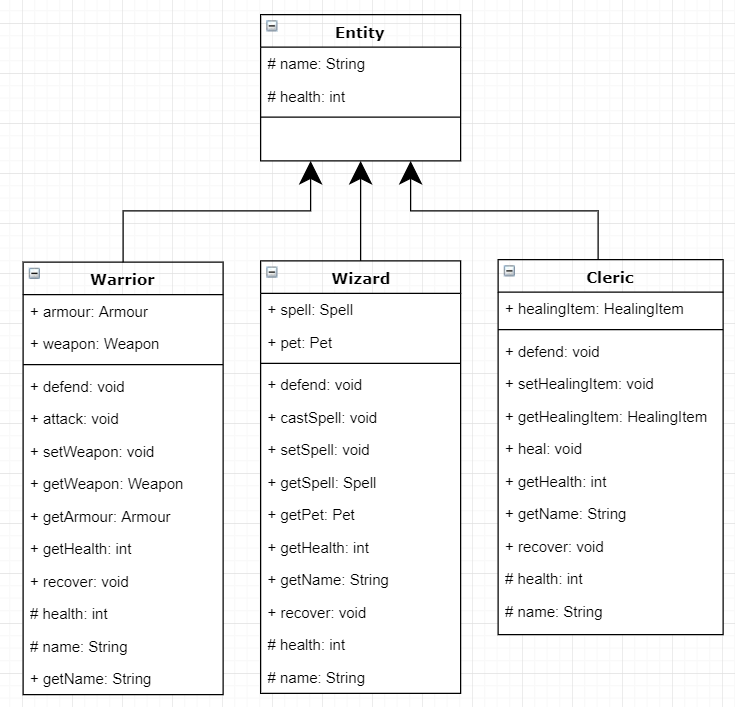 Entity
# name: String
# health: int
Warrior
+ armour: Armour
+ weapon: Weapon
+ defend: void
+ attack: void
+ setWeapon: void
+ getWeapon: Weapon
+ getArmour: Armour
+ getHealth: int
+ recover: void
# health: int
# name: String
+ getName: String
Wizard
+ spell: Spell
+ pet: Pet
+ defend: void
+ castSpell: void
+ setSpell: void
+ getSpell: Spell
+ getPet: Pet
+ getHealth: int
+ getName: String
+ recover: void
# health: int
# name: String
Cleric
+ healingItem: HealingItem
+ defend: void
+ setHealingItem: void
+ getHealingItem: HealingItem
+ heal: void
+ getHealth: int
+ getName: String
+ recover: void
# health: int
# name: String